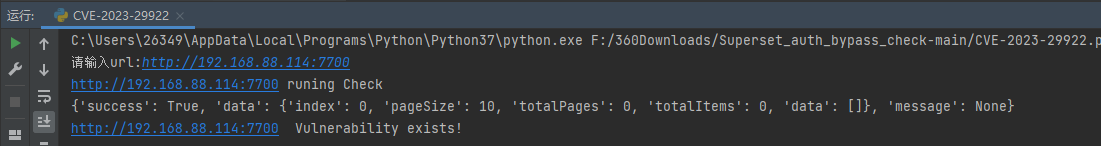 运行: CVE-2023-29922
C:\Users\26349\AppData\Local\Programs\Python\Python37\python.exe F:/360Downloads/Superset_auth_bypass_check-main/CVE-2023-29922.p
请输入url:http://192.168.88.114:7700
http://192.168.88.114:7700 runing Check
{'success': True, 'data': {'index': 0, 'pageSize': 10, 'totalPages': 0, 'totalItems': 0, 'data': []}, 'message': None}
http://192.168.88.114:7700  Vulnerability exists!